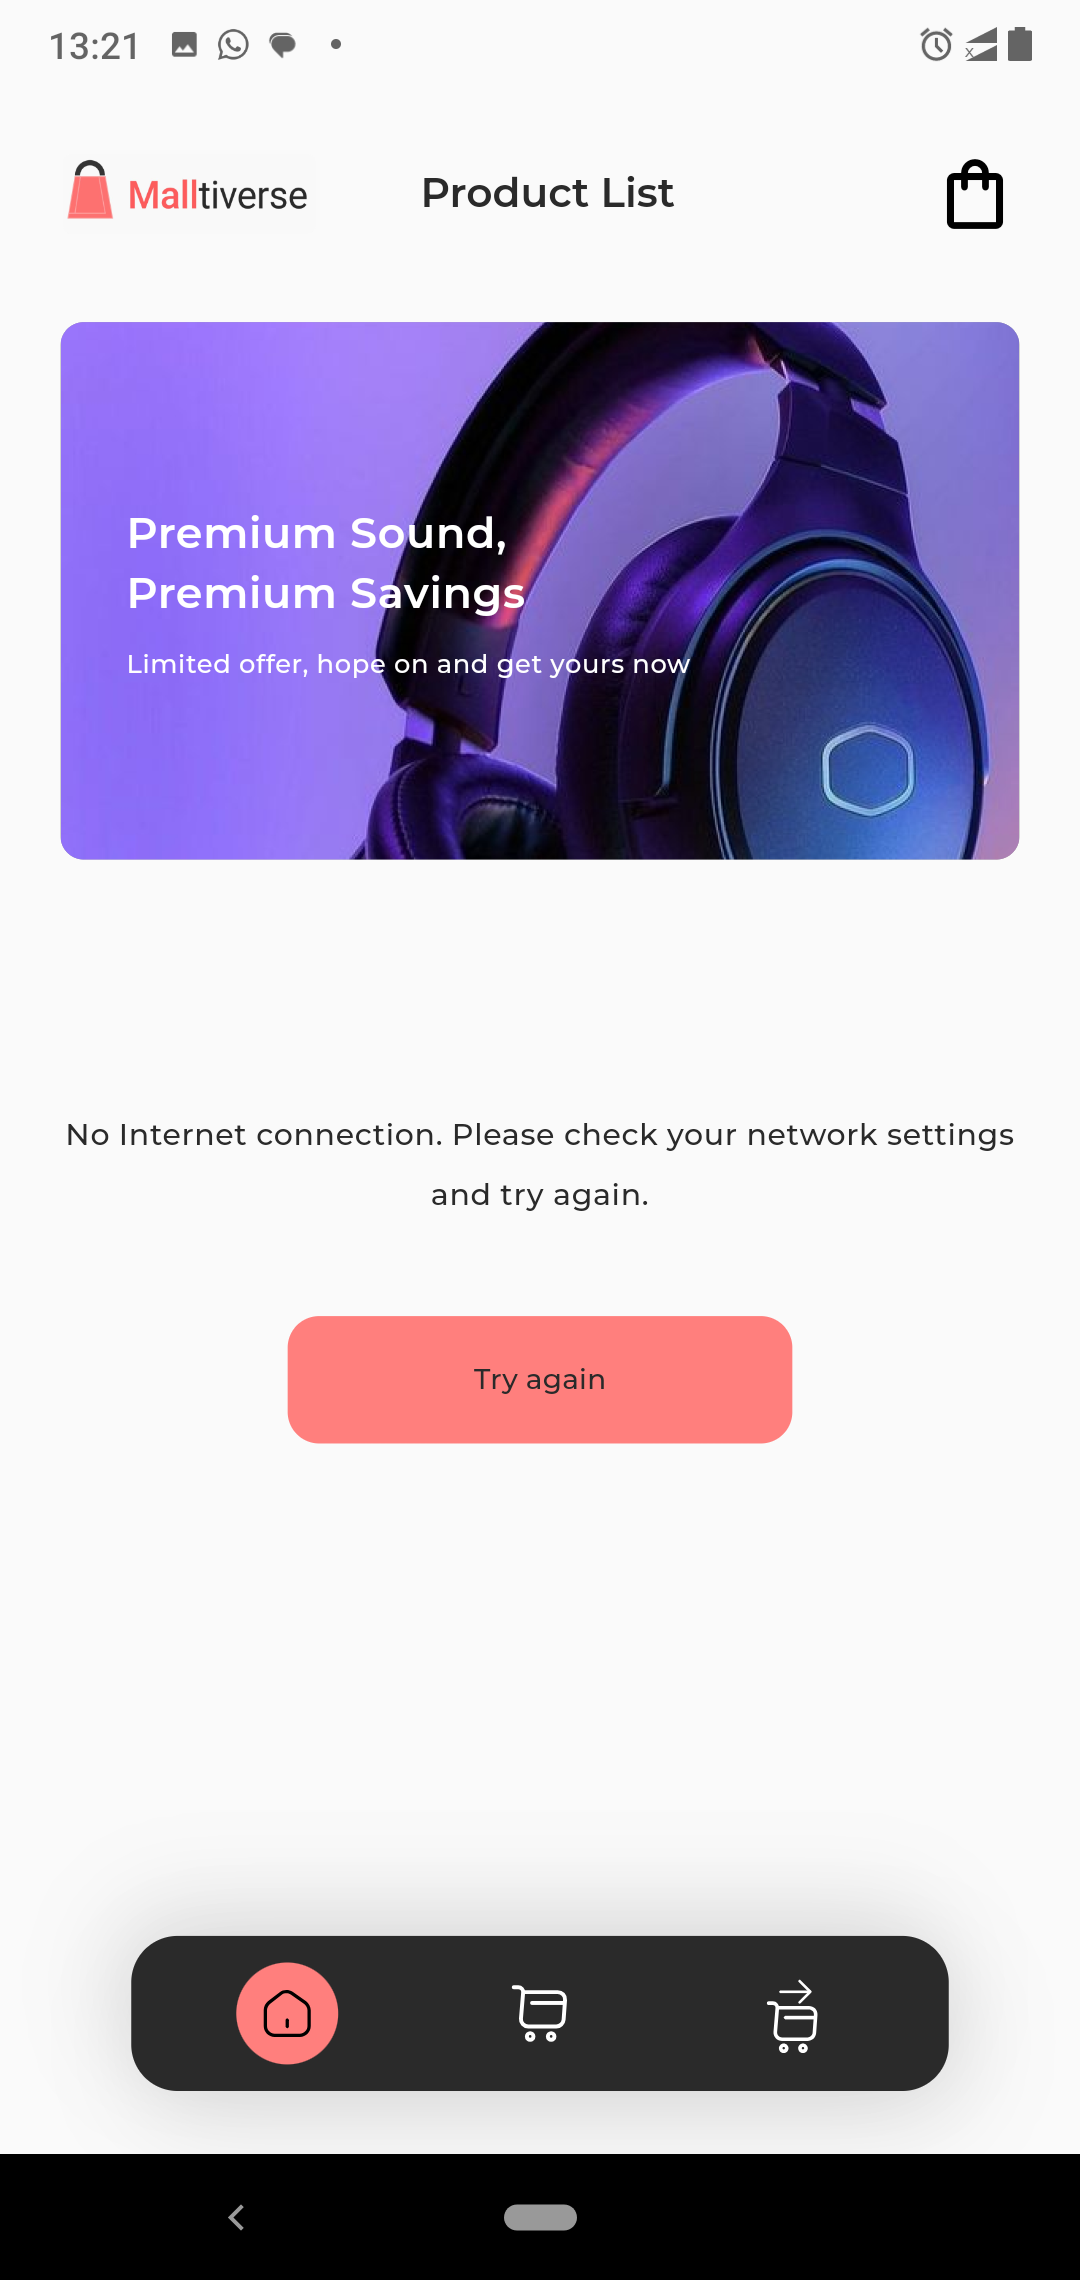 13:21
Malltiverse
Product List
Premium Sound,
Premium Savings
Limited offer, hope on and get yours now
No Internet connection. Please check your network settings
and try again.
Try again